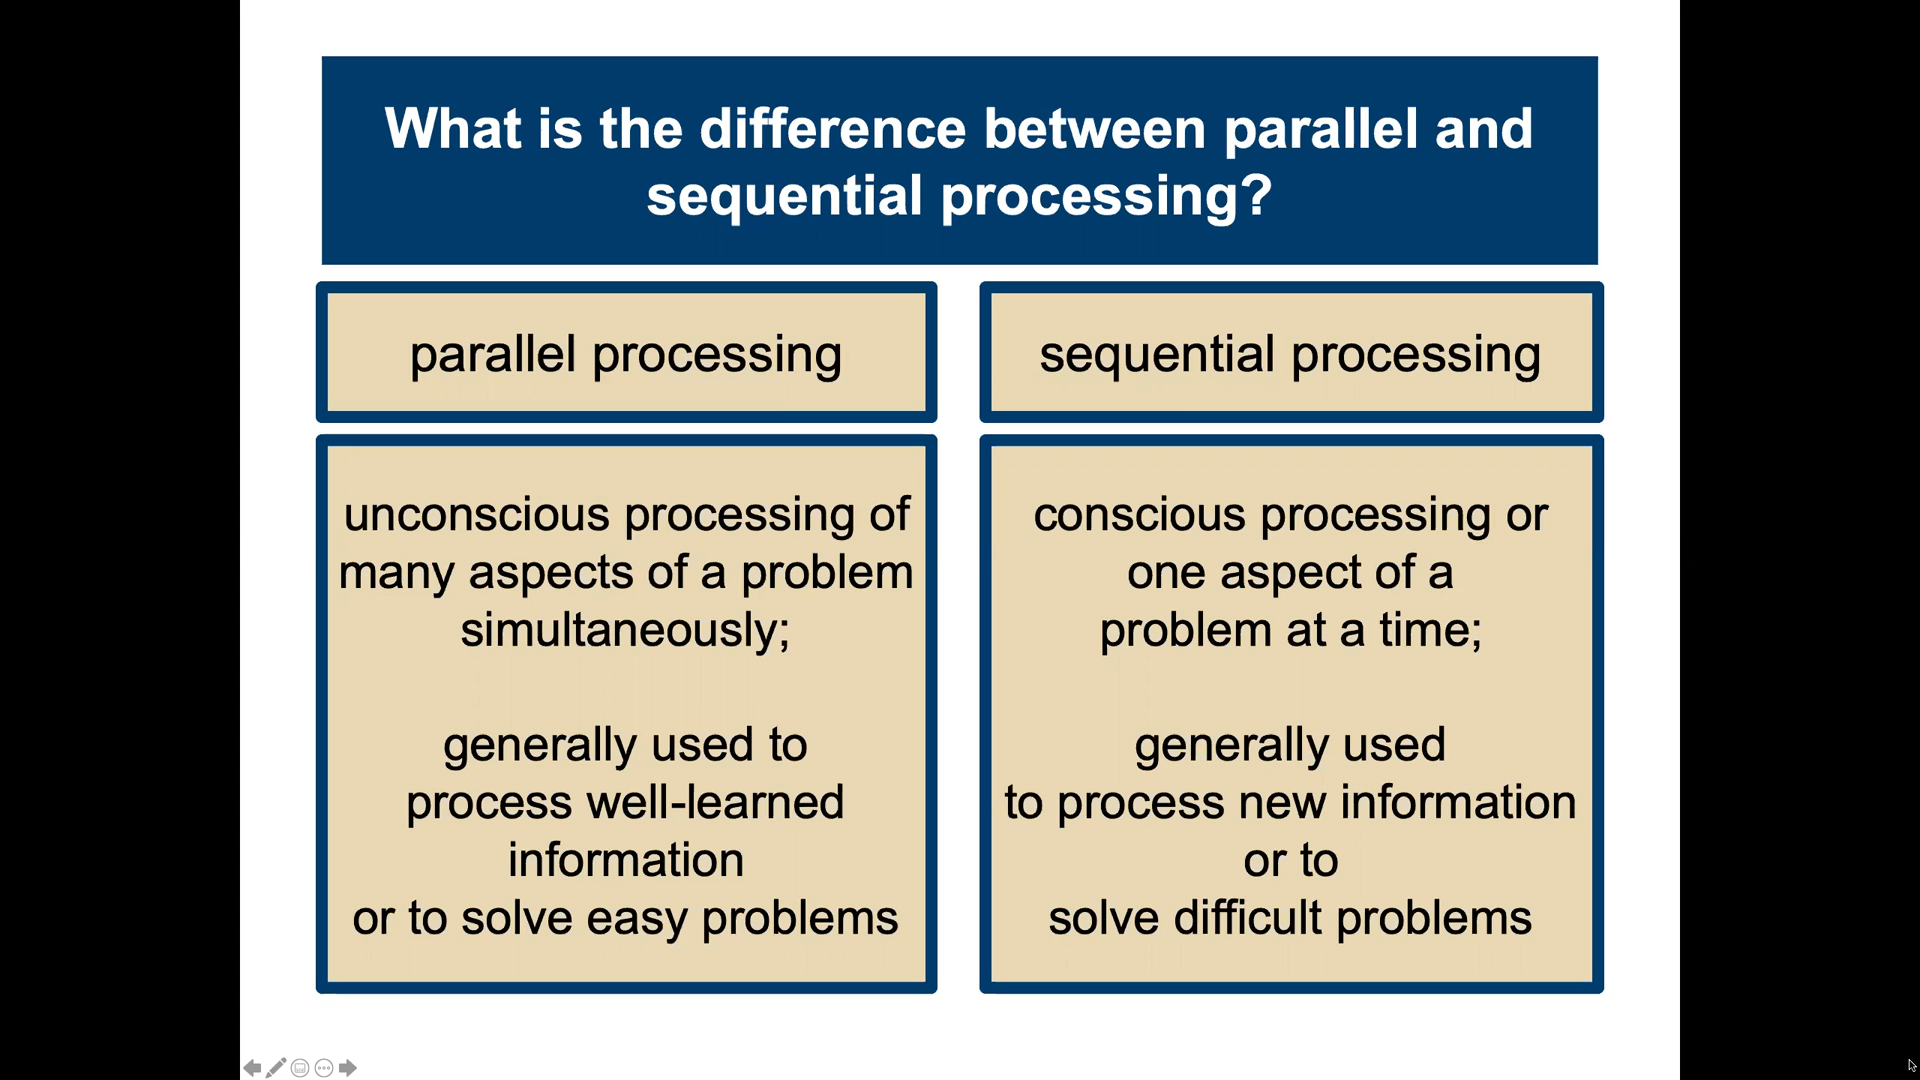 What is the difference between parallel and
sequential processing?
parallel processing
sequential processing
unconscious processing of
many aspects of a problem
simultaneously;
generally used to
process well-learned
information
or to solve easy problems
conscious processing or
one aspect of a
problem at a time;
generally used
to process new information
or to
solve difficult problems